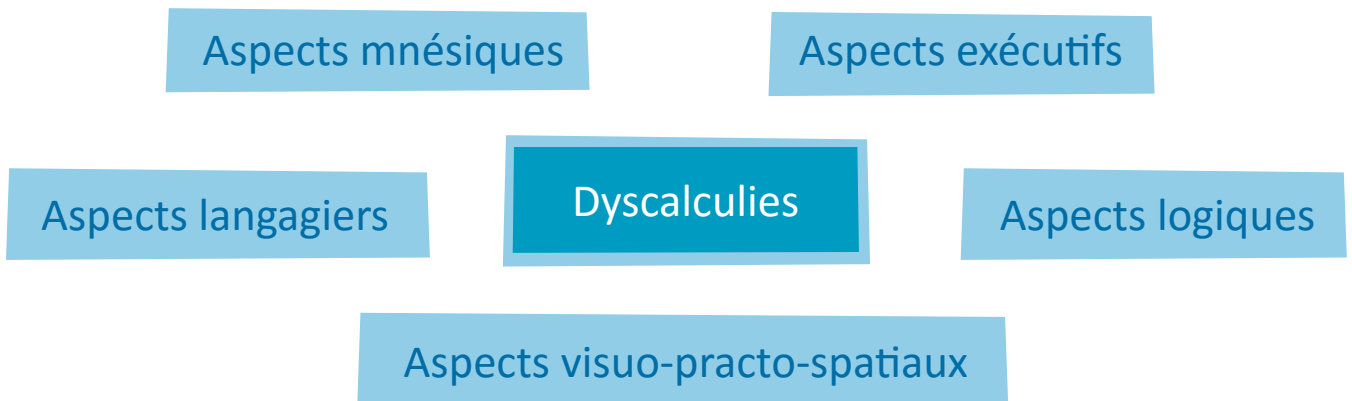 Aspects mnésiques
Aspects exécutifs
Aspects langagiers
Dyscalculies
Aspects logiques
Aspects visuo-practo-spatiaux